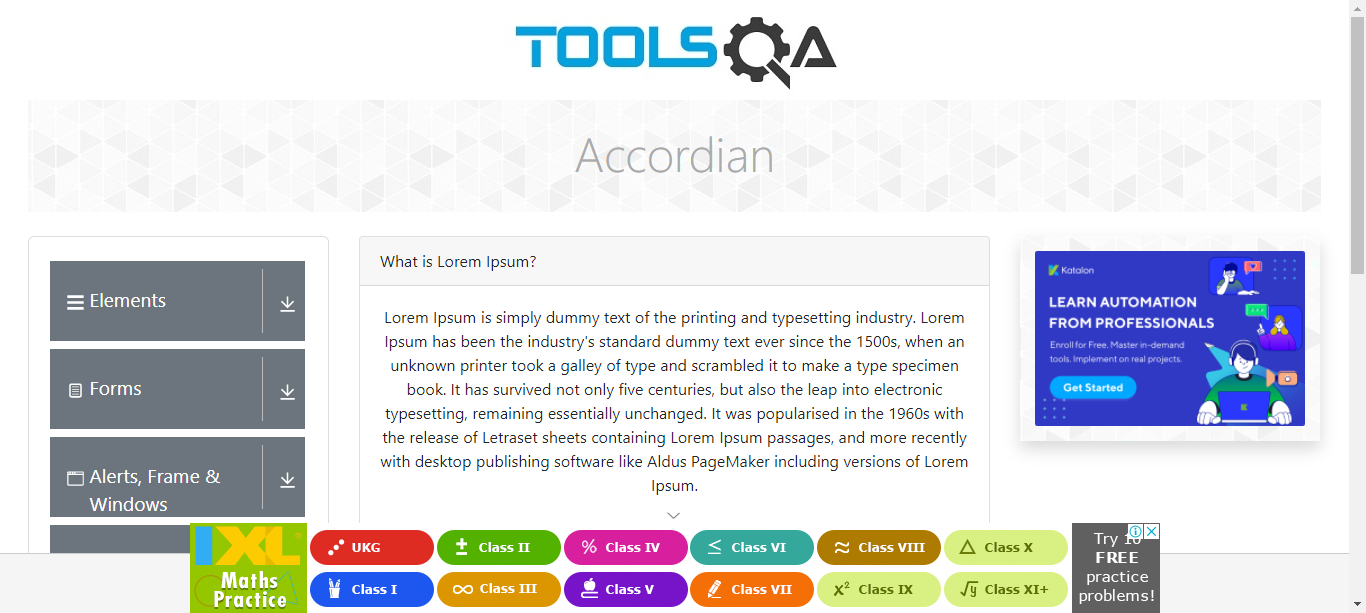 TOOLSQA
Accordian
Elements
Forms
Alerts, Frame &
Windows
What is Lorem Ipsum?
Lorem Ipsum is simply dummy text of the printing and typesetting industry. Lorem
Ipsum has been the industry's standard dummy text ever since the 1500s, when an
unknown printer took a galley of type and scrambled it to make a type specimen
book. It has survived not only five centuries, but also the leap into electronic
typesetting, remaining essentially unchanged. It was popularised in the 1960s with
the release of Letraset sheets containing Lorem Ipsum passages, and more recently
with desktop publishing software like Aldus PageMaker including versions of Lorem
Ipsum.
Katalon
LEARN AUTOMATION
FROM PROFESSIONALS
Enroll for Free. Master in-demand
tools. Implement on real projects.
Get Started
IXL
Maths
Practice
UKG
± Class II
% Class IV
≤ Class VI
≈ Class VIII
△ Class X
Class I
∞ Class III
Class V
Class VII
x² Class IX
√y Class XI+
Try 10
FREE
practice
problems!